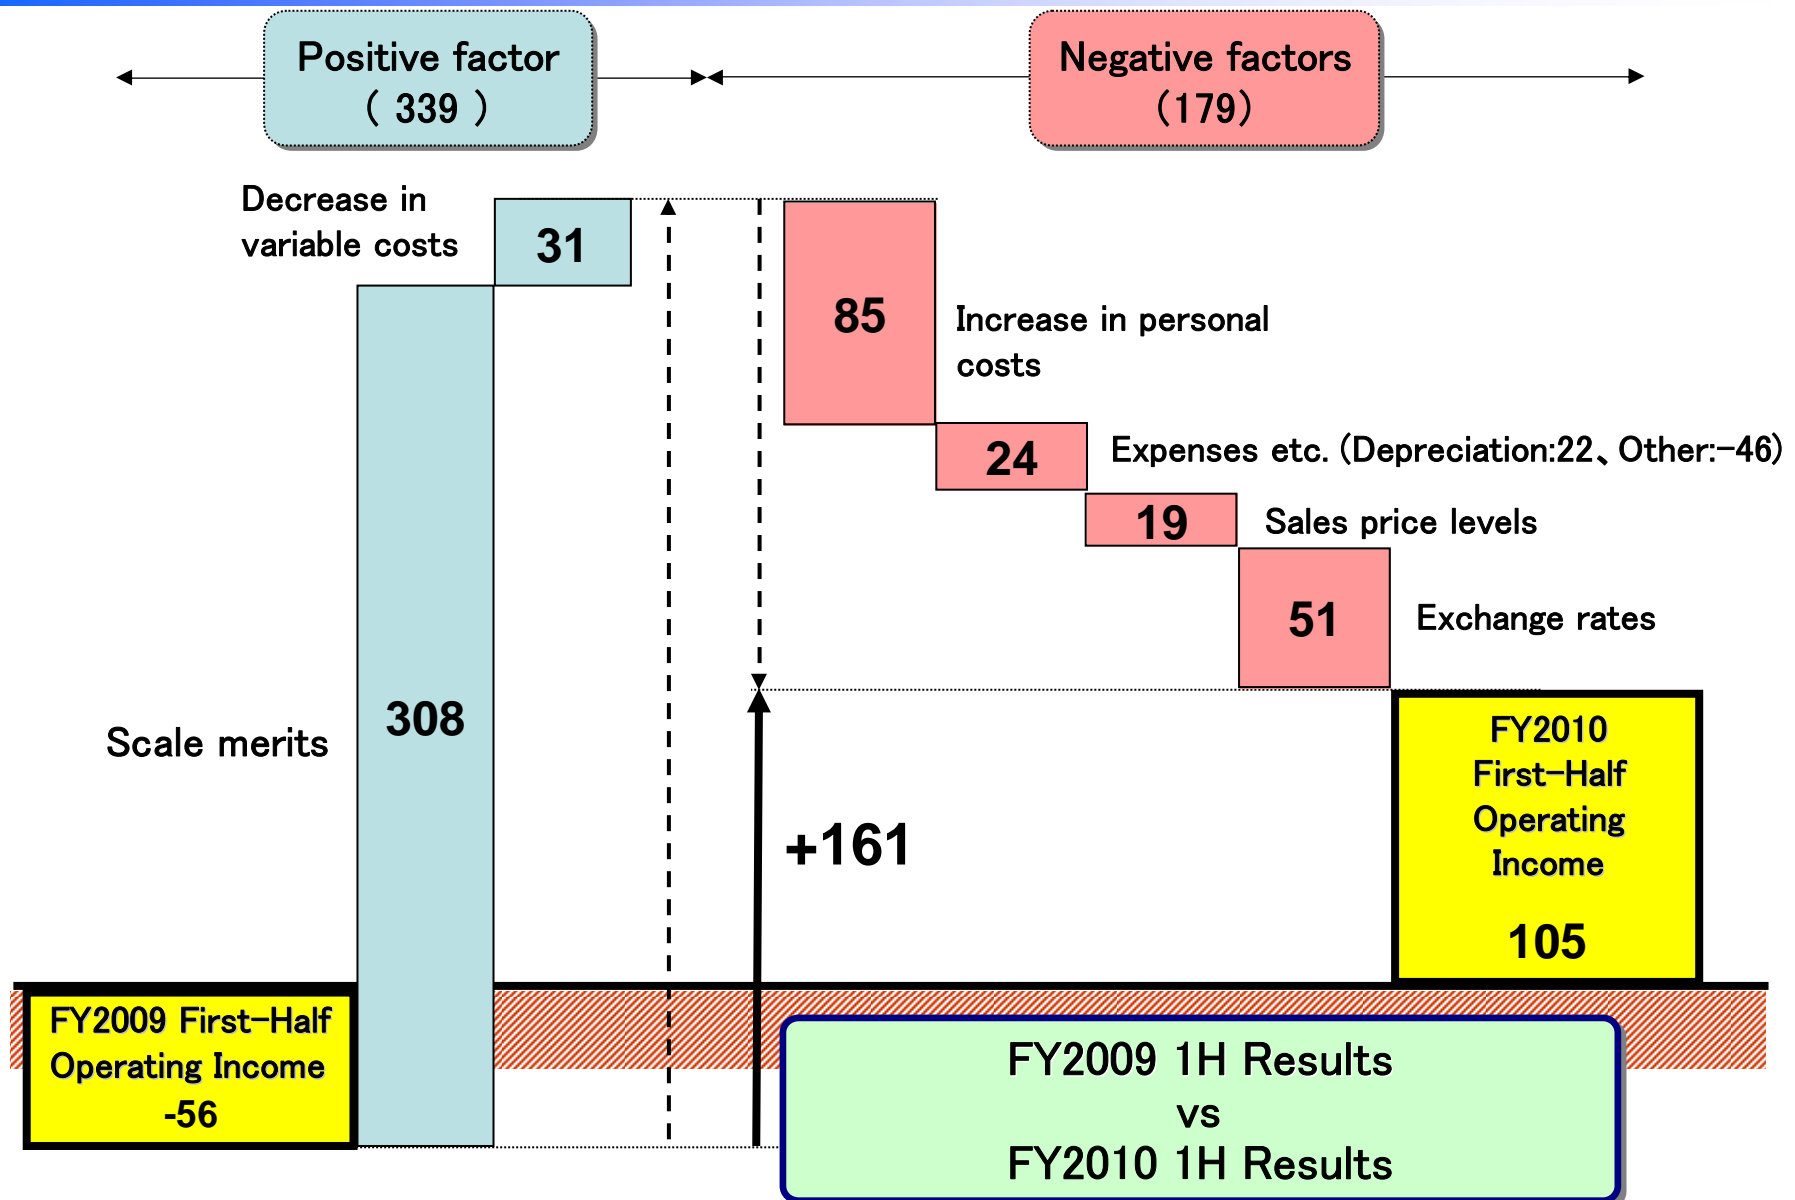 Positive factor
( 339 )
Negative factors
(179)
Decrease in
variable costs
31
85
Increase in personal
costs
24
Expenses etc. (Depreciation:22、Other:-46)
19
Sales price levels
51
Exchange rates
308
Scale merits
+161
FY2010
First-Half
Operating
Income
105
FY2009 First-Half
Operating Income
-56
FY2009 1H Results
vs
FY2010 1H Results